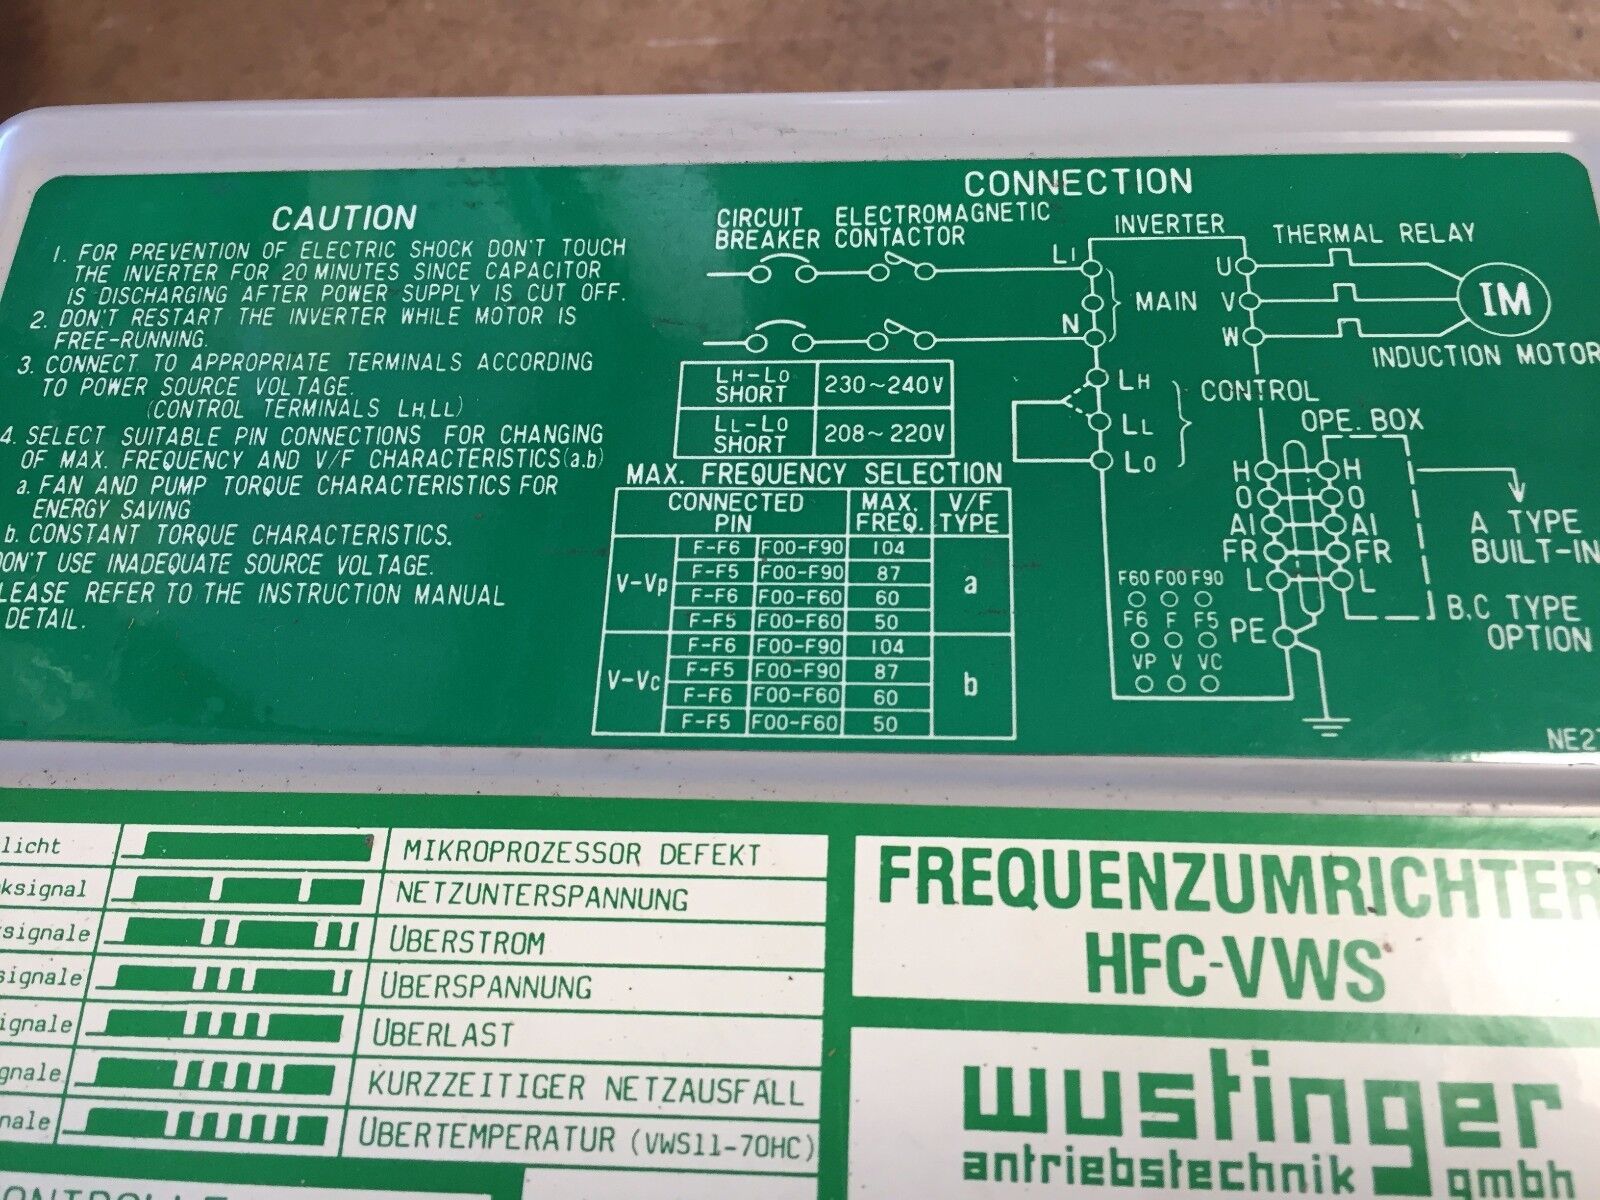 CAUTION
1. FOR PREVENTION OF ELECTRIC SHOCK DON'T TOUCH
THE INVERTER FOR 20 MINUTES SINCE CAPACITOR
IS DISCHARGING AFTER POWER SUPPLY IS CUT OFF.
2. DON'T RESTART THE INVERTER WHILE MOTOR IS
FREE-RUNNING.
3. CONNECT TO APPROPRIATE TERMINALS ACCORDING
TO POWER SOURCE VOLTAGE.
(CONTROL TERMINALS LH,LL)
4. SELECT SUITABLE PIN CONNECTIONS FOR CHANGING
OF MAX. FREQUENCY AND V/F CHARACTERISTICS(a.b)
a. FAN AND PUMP TORQUE CHARACTERISTICS FOR
ENERGY SAVING
b. CONSTANT TORQUE CHARACTERISTICS.
ON'T USE INADEQUATE SOURCE VOLTAGE.
LEASE REFER TO THE INSTRUCTION MANUAL
DETAIL.
CONNECTION
CIRCUIT ELECTROMAGNETIC
BREAKER CONTACTOR
INVERTER
THERMAL RELAY
L1
U
MAIN
V
IM
N
W
INDUCTION MOTOR
LH-LO SHORT 230~240V
LL-LO SHORT 208~220V
LH
CONTROL
LL
LO
OPE. BOX
H H
O O
AI AI
FR FR
L L
A TYPE
BUILT-IN
B,C TYPE
OPTION
F60 F00 F90
F6 F F5
VP V VC
PE
NE2
MAX. FREQUENCY SELECTION
CONNECTED PIN MAX. FREQ. V/F TYPE
V-Vp F-F6 F00-F90 104 a
F-F5 F00-F90 87
F-F6 F00-F60 60
F-F5 F00-F60 50
V-Vc F-F6 F00-F90 104 b
F-F5 F00-F90 87
F-F6 F00-F60 60
F-F5 F00-F60 50
licht MIKROPROZESSOR DEFEKT
ksignal NETZUNTERSPANNUNG
signale ÜBERSTROM
signale ÜBERSPANNUNG
ignale ÜBERLAST
gnale KURZZEITIGER NETZAUSFALL
nale ÜBERTEMPERATUR (VWS11-70HC)
FREQUENZUMRICHTER
HFC-VWS
wustinger
antriebstechnik gmbh